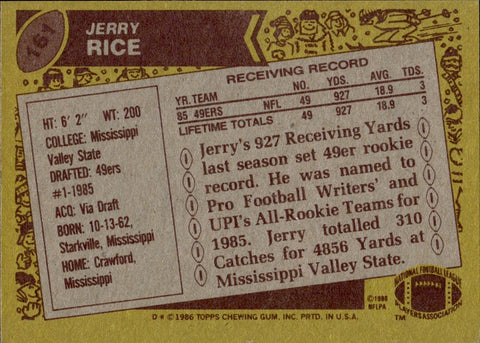 161
JERRY
RICE
HT: 6' 2" WT: 200
COLLEGE: Mississippi
Valley State
DRAFTED: 49ers
#1-1985
ACQ: Via Draft
BORN: 10-13-62,
Starkville, Mississippi
HOME: Crawford,
Mississippi
RECEIVING RECORD
YR. TEAM NO. YDS. AVG. TDS.
85 49ERS NFL 49 927 18.9 3
LIFETIME TOTALS 49 927 18.9 3
Jerry's 927 Receiving Yards
last season set 49er rookie
record. He was named to
Pro Football Writers' and
UPI's All-Rookie Teams for
1985. Jerry totalled 310
Catches for 4856 Yards at
Mississippi Valley State.
©1986
NFLPA
NATIONAL FOOTBALL LEAGUE
PLAYERS ASSOCIATION
TM
D* ©1986 TOPPS CHEWING GUM, INC. PRTD. IN U.S.A.